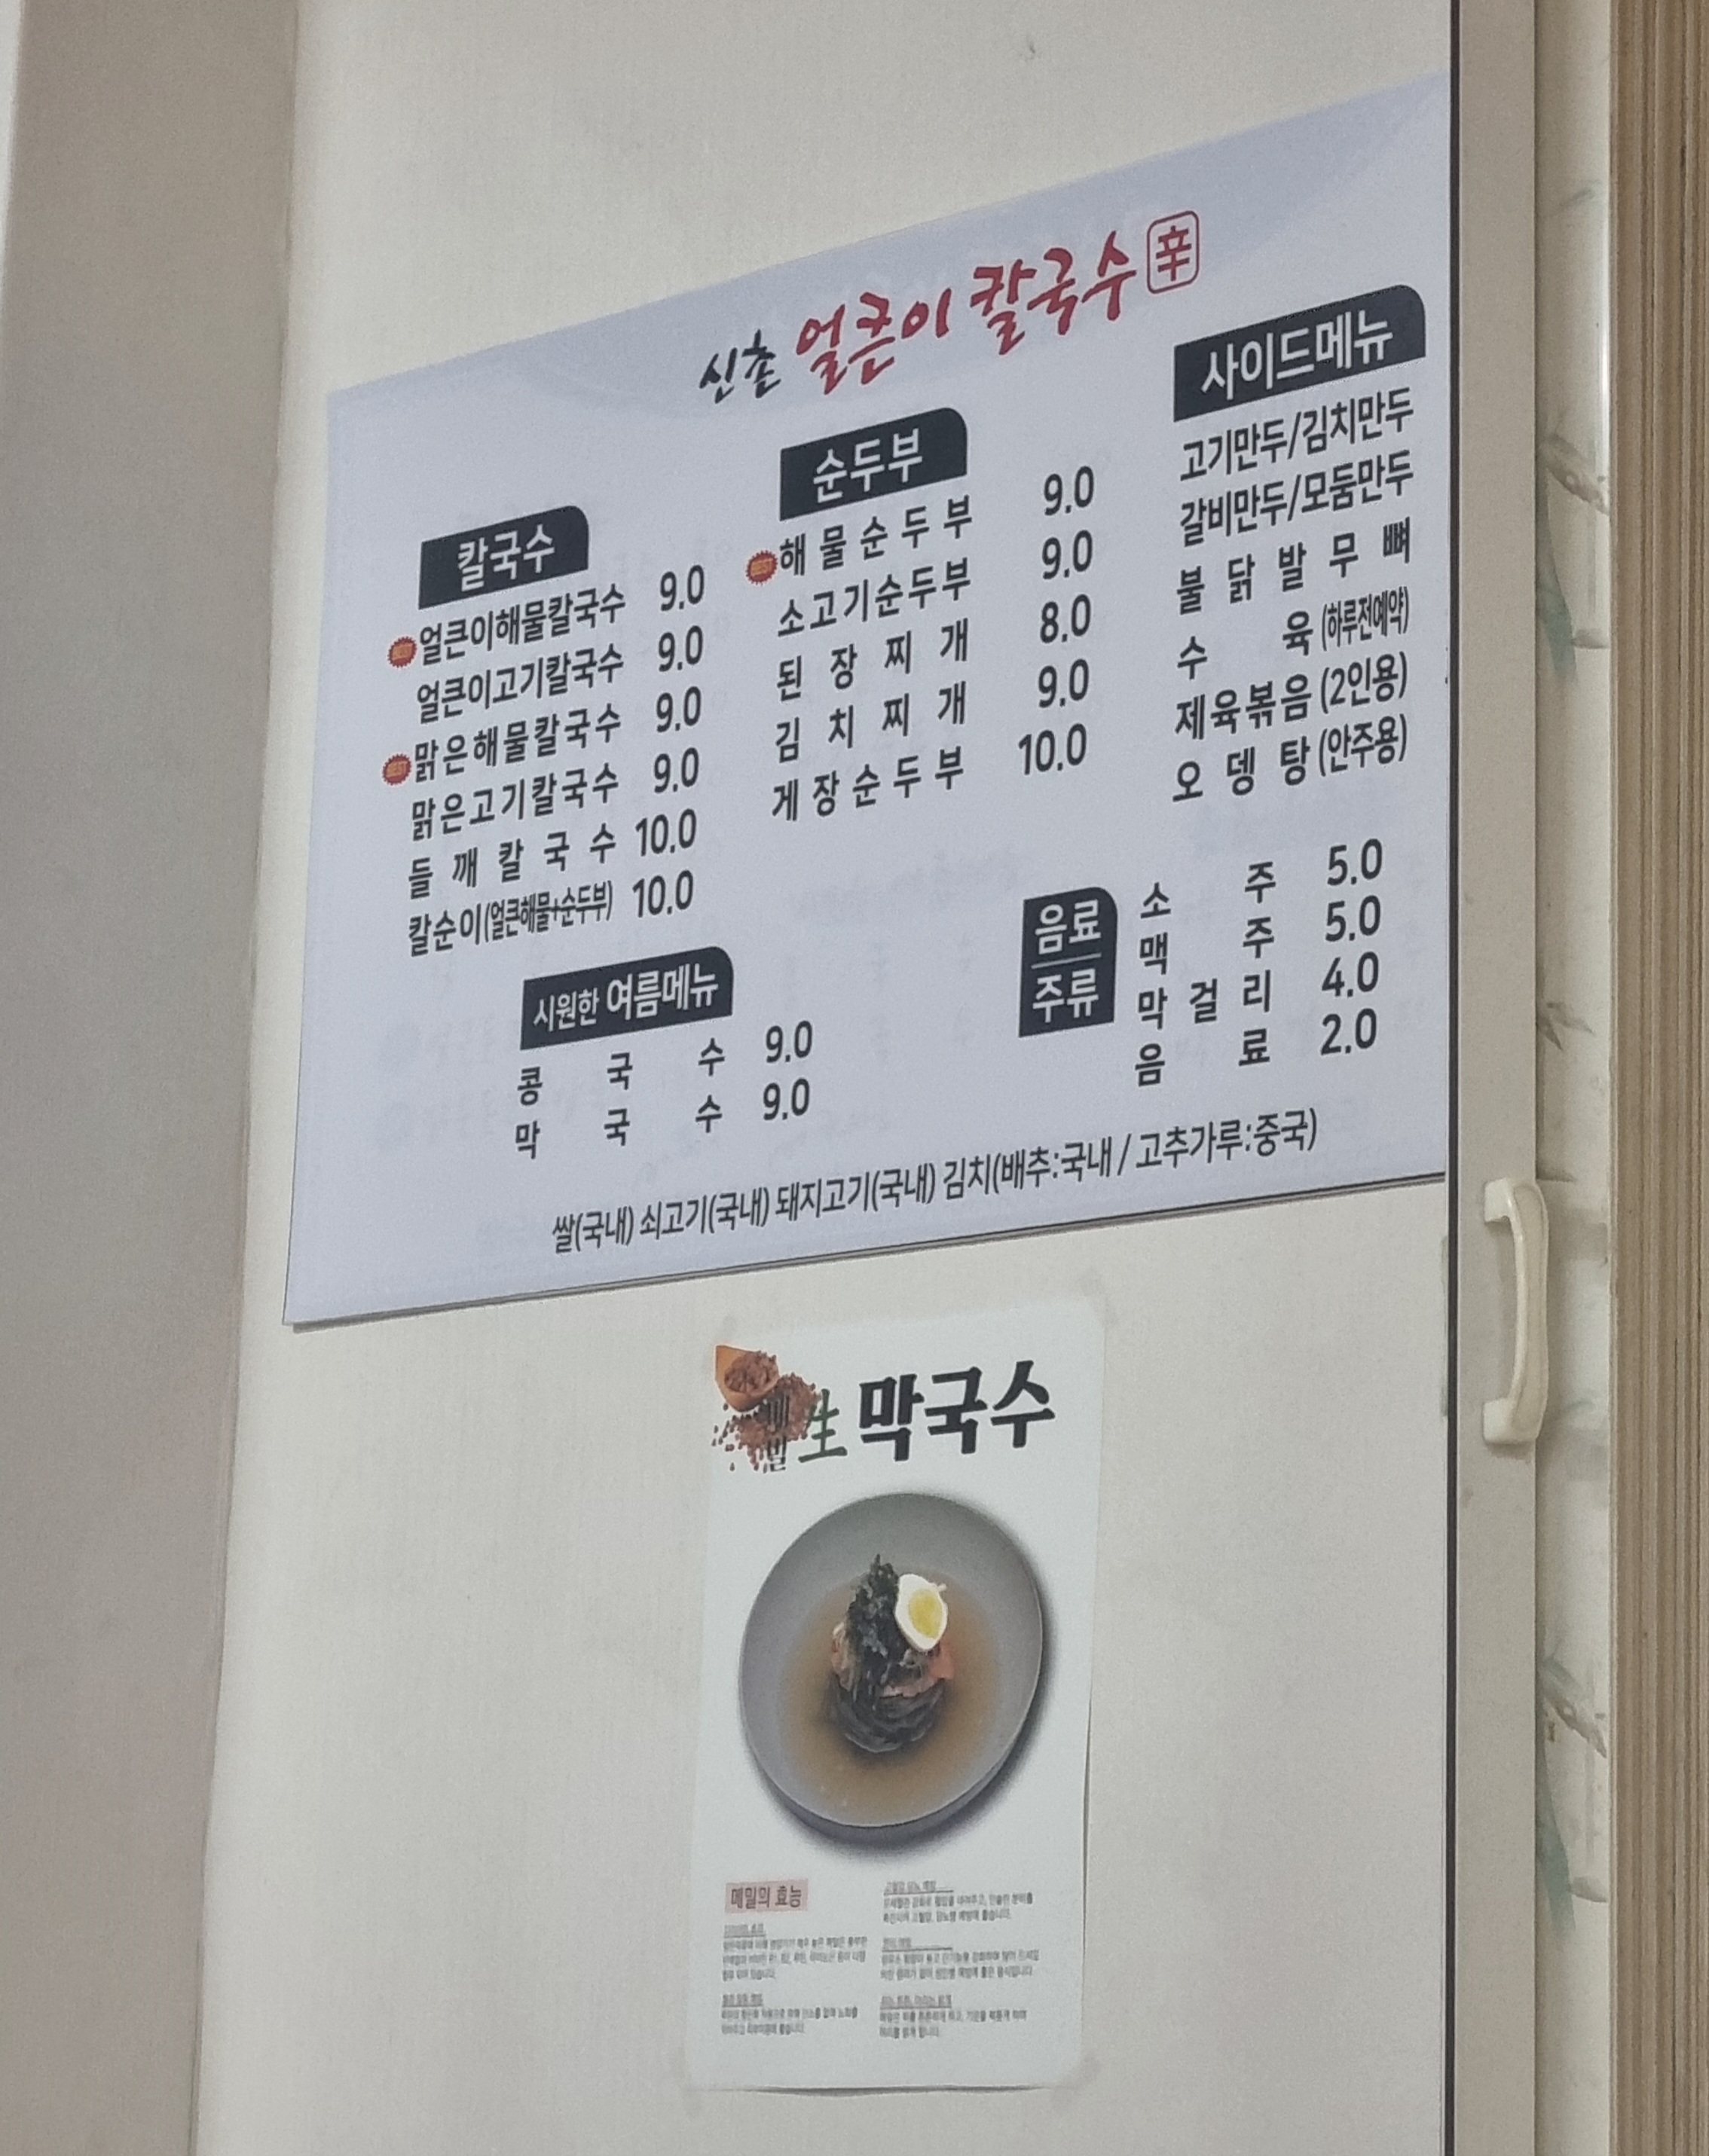 신촌 얼큰이 칼국수 辛
칼국수
얼큰이해물칼국수 9.0
얼큰이고기칼국수 9.0
맑은해물칼국수 9.0
맑은고기칼국수 9.0
들깨칼국수 10.0
칼순이(얼큰해물+순두부) 10.0
순두부
해물순두부 9.0
소고기순두부 9.0
된장찌개 8.0
김치찌개 9.0
게장순두부 10.0
사이드메뉴
고기만두/김치만두
갈비만두/모둠만두
불닭발무뼈
수육(하루전예약)
제육볶음(2인용)
오뎅탕(안주용)
시원한 여름메뉴
콩국수 9.0
막국수 9.0
음료
주류
소주 5.0
맥주 5.0
막걸리 4.0
음료 2.0
쌀(국내) 쇠고기(국내) 돼지고기(국내) 김치(배추:국내 / 고추가루:중국)
메밀 生 막국수
메밀의 효능